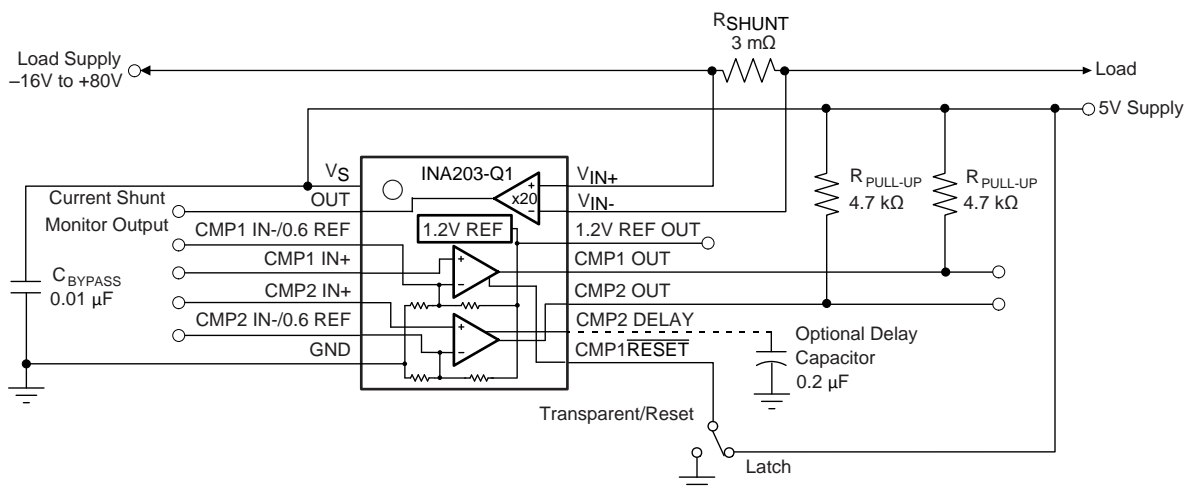 RSHUNT
3 mΩ
Load Supply
–16V to +80V
Load
5V Supply
VS
INA203-Q1
VIN+
RPULL-UP
4.7 kΩ
RPULL-UP
4.7 kΩ
Current Shunt
Monitor Output
OUT
x20
VIN-
CMP1 IN-/0.6 REF
1.2V REF
1.2V REF OUT
CMP1 IN+
CMP1 OUT
CBYPASS
0.01 µF
CMP2 IN+
CMP2 OUT
CMP2 IN-/0.6 REF
CMP2 DELAY
Optional Delay
Capacitor
0.2 µF
GND
CMP1 RESET
Transparent/Reset
Latch